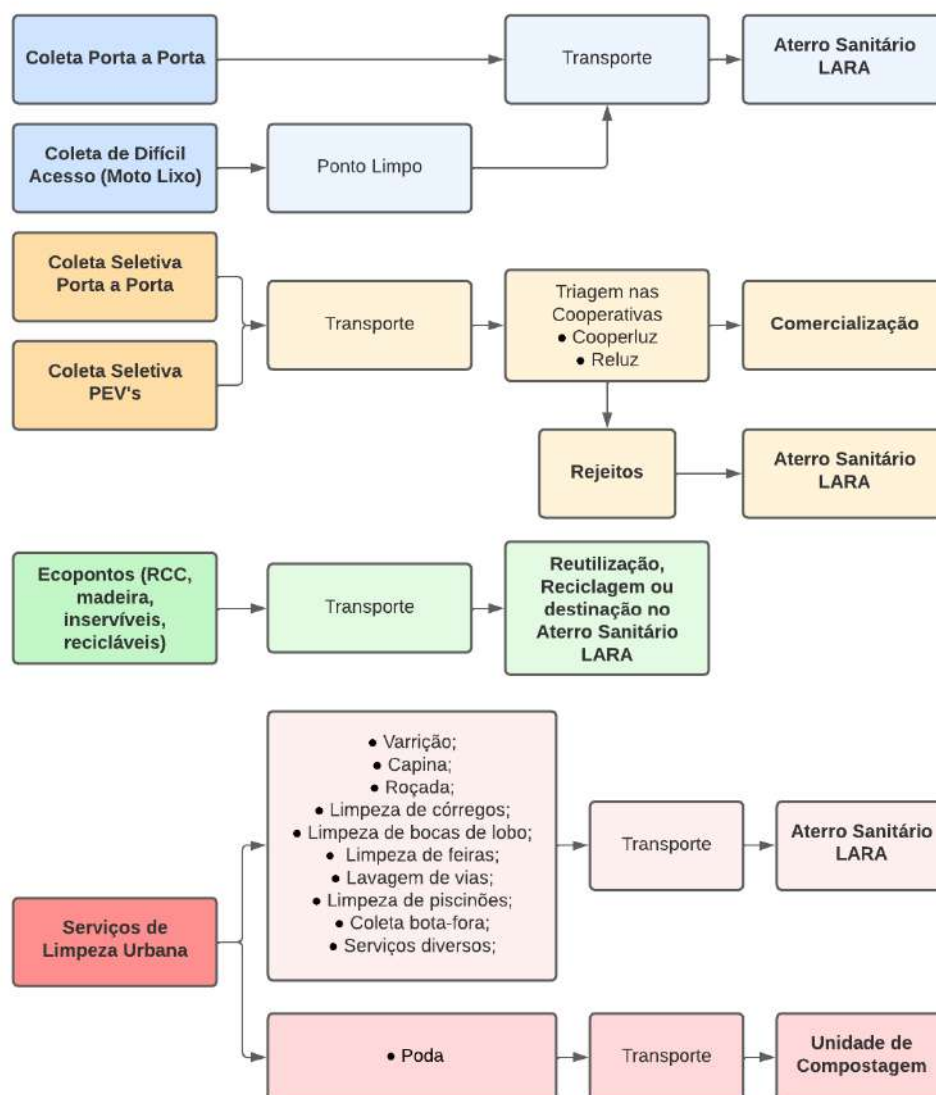 Coleta Porta a Porta
Transporte
Aterro Sanitário
LARA
Coleta de Difícil
Acesso (Moto Lixo)
Ponto Limpo
Coleta Seletiva
Porta a Porta
Coleta Seletiva
PEV's
Transporte
Triagem nas
Cooperativas
● Cooperluz
● Reluz
Comercialização
Rejeitos
Aterro Sanitário
LARA
Ecopontos (RCC,
madeira,
inservíveis,
recicláveis)
Transporte
Reutilização,
Reciclagem ou
destinação no
Aterro Sanitário
LARA
Serviços de
Limpeza Urbana
● Varrição;
● Capina;
● Roçada;
● Limpeza de córregos;
● Limpeza de bocas de lobo;
● Limpeza de feiras;
● Lavagem de vias;
● Limpeza de piscinões;
● Coleta bota-fora;
● Serviços diversos;
Transporte
Aterro Sanitário
LARA
● Poda
Transporte
Unidade de
Compostagem